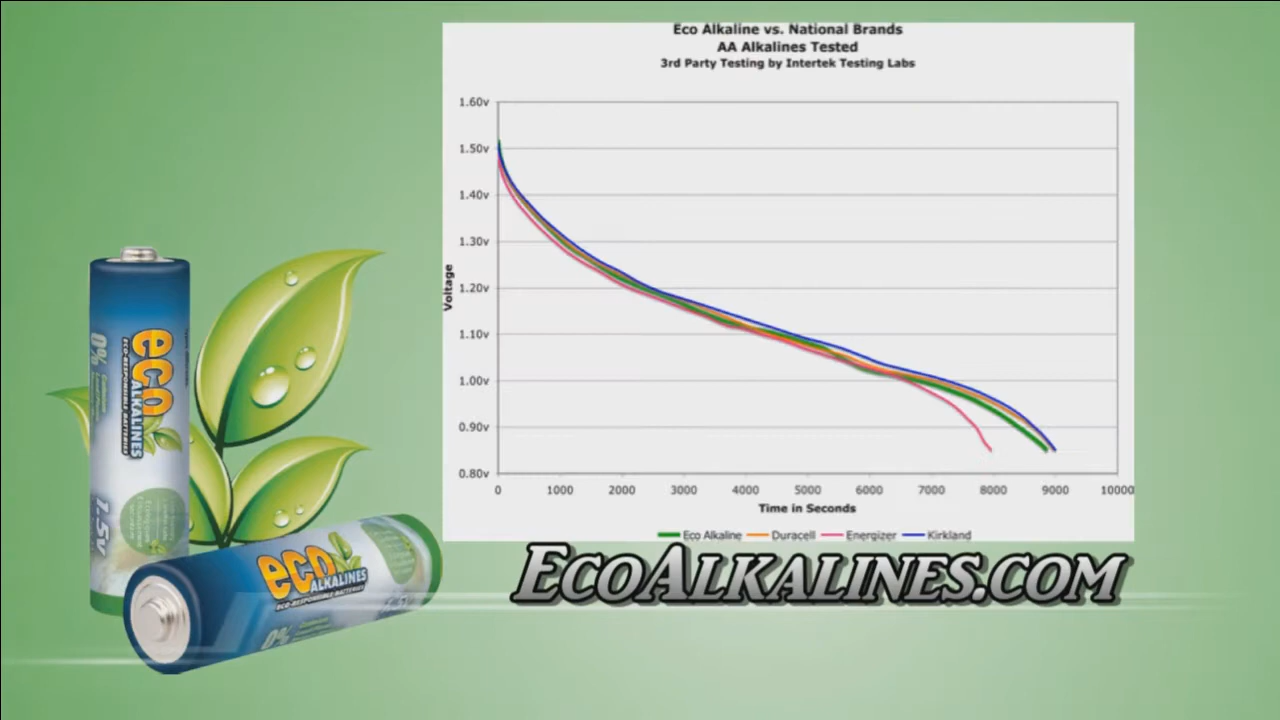 Eco Alkaline vs. National Brands
AA Alkalines Tested
3rd Party Testing by Intertek Testing Labs
1.60v
1.50v
1.40v
1.30v
1.20v
1.10v
1.00v
0.90v
0.80v
Voltage
0 1000 2000 3000 4000 5000 6000 7000 8000 9000 10000
Time in Seconds
Eco Alkaline Duracell Energizer Kirkland
EcoAlkalines.com
eco
ALKALINES
ECO-RESPONSIBLE BATTERIES
0%
1.5v
eco
ALKALINES
ECO-RESPONSIBLE BATTERIES
0%